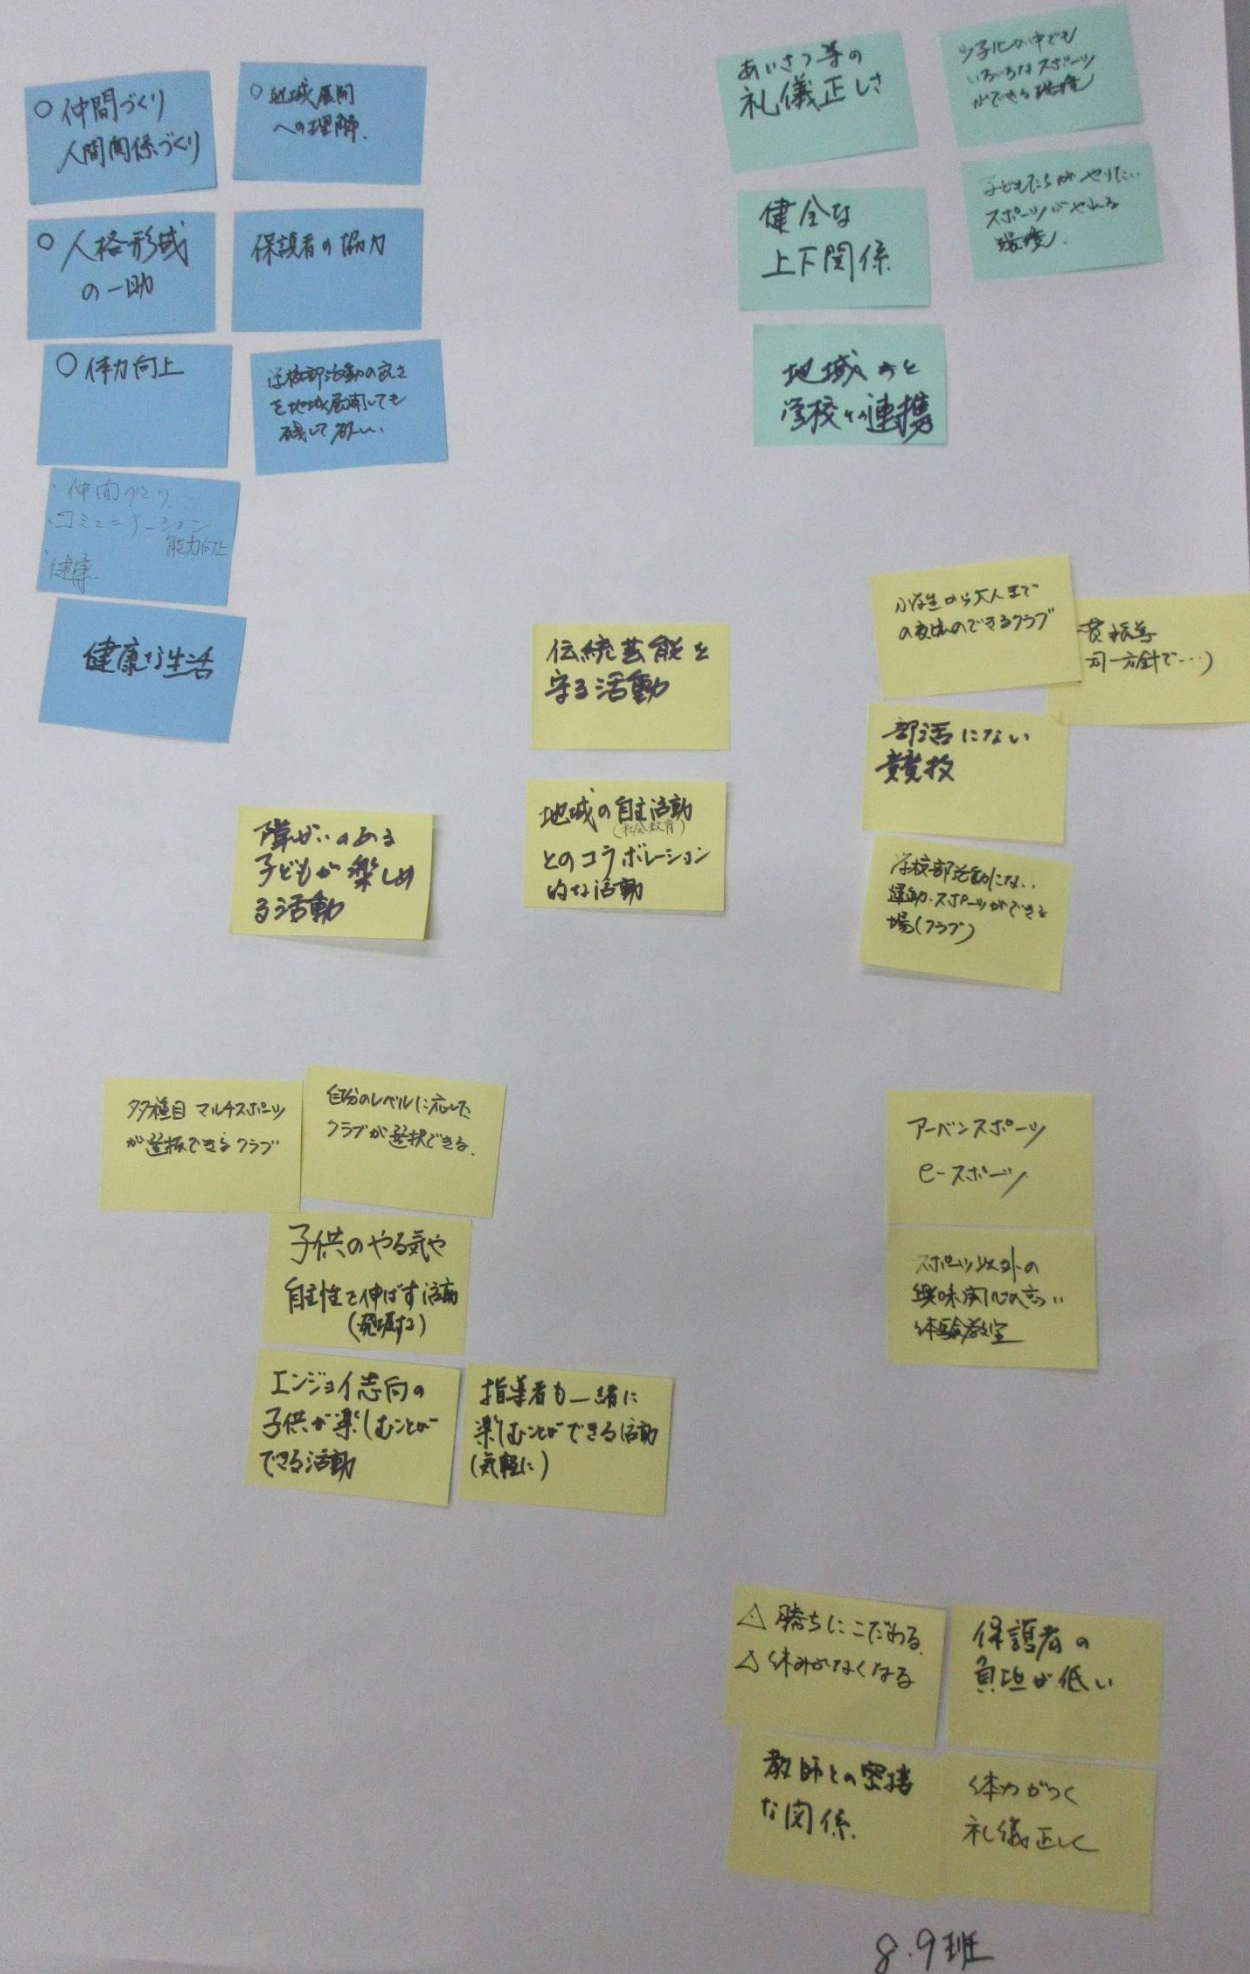 ○仲間づくり
人間関係づくり
○地域展開
への理解.
○人格形成
の一助
保護者の協力
○体力向上
学校部活動の良さ
を地域展開しても
残して欲しい.
・仲間づくり
・コミュニケーション
能力向上
・健康
健康な生活
あいさつ等の
礼儀正しさ
少子化の中でも
いろいろなスポーツ
ができる環境
健全な
上下関係
子どもたちがやりたい
スポーツがやれる
環境.
地域と
学校との連携
小学生から大人まで
のできるクラブ
同一方針で…)
部活にない
競技
学校部活動にない
運動・スポーツができる
場(クラブ)
伝統芸能を
守る活動
地域の自主活動
(社会教育)
とのコラボレーション
的な活動
障がいのある
子どもが楽しめ
る活動
多種目 マルチスポーツ
が選択できるクラブ
自分のレベルに応じた
クラブが選択できる.
子供のやる気や
自主性を伸ばす活動
(発掘する)
エンジョイ志向の
子供が楽しむことが
できる活動
指導者も一緒に
楽しむことができる活動
(気軽に)
アーバンスポーツ
e-スポーツ
スポーツ以外の
興味関心の高い
体験教室
△勝ちにこだわる.
△休みがなくなる
保護者の
負担が低い
教師との密接
な関係.
体力がつく
礼儀正しく
8.9班